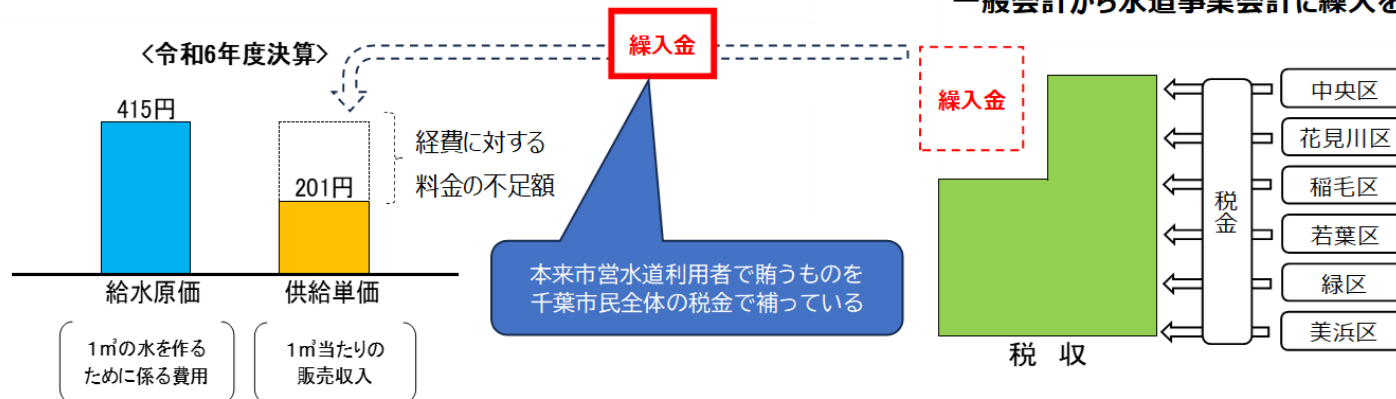 一般会計から水道事業会計に繰入を
<令和6年度決算>
繰入金
繰入金
415円
201円
経費に対する
料金の不足額
給水原価
供給単価
1㎥の水を作る
ために係る費用
1㎥当たりの
販売収入
本来市営水道利用者で賄うものを
千葉市民全体の税金で補っている
税 収
税金
中央区
花見川区
稲毛区
若葉区
緑区
美浜区